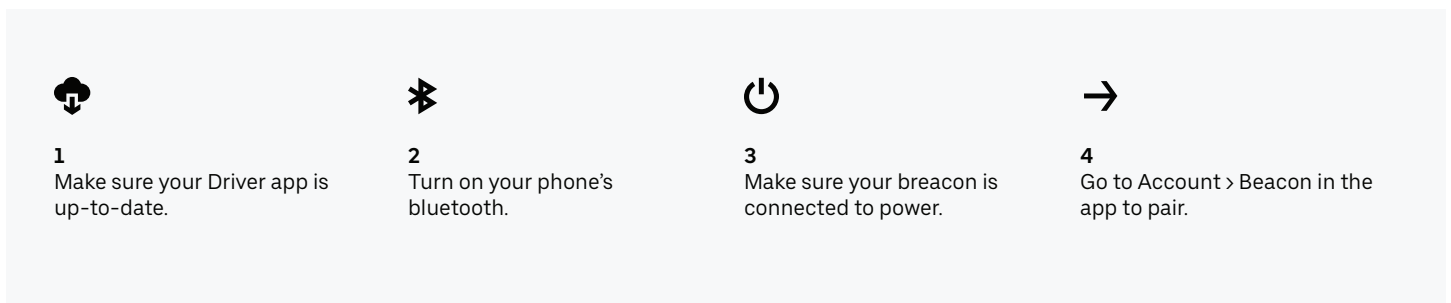 1
Make sure your Driver app is
up-to-date.
2
Turn on your phone’s
bluetooth.
3
Make sure your breacon is
connected to power.
4
Go to Account > Beacon in the
app to pair.